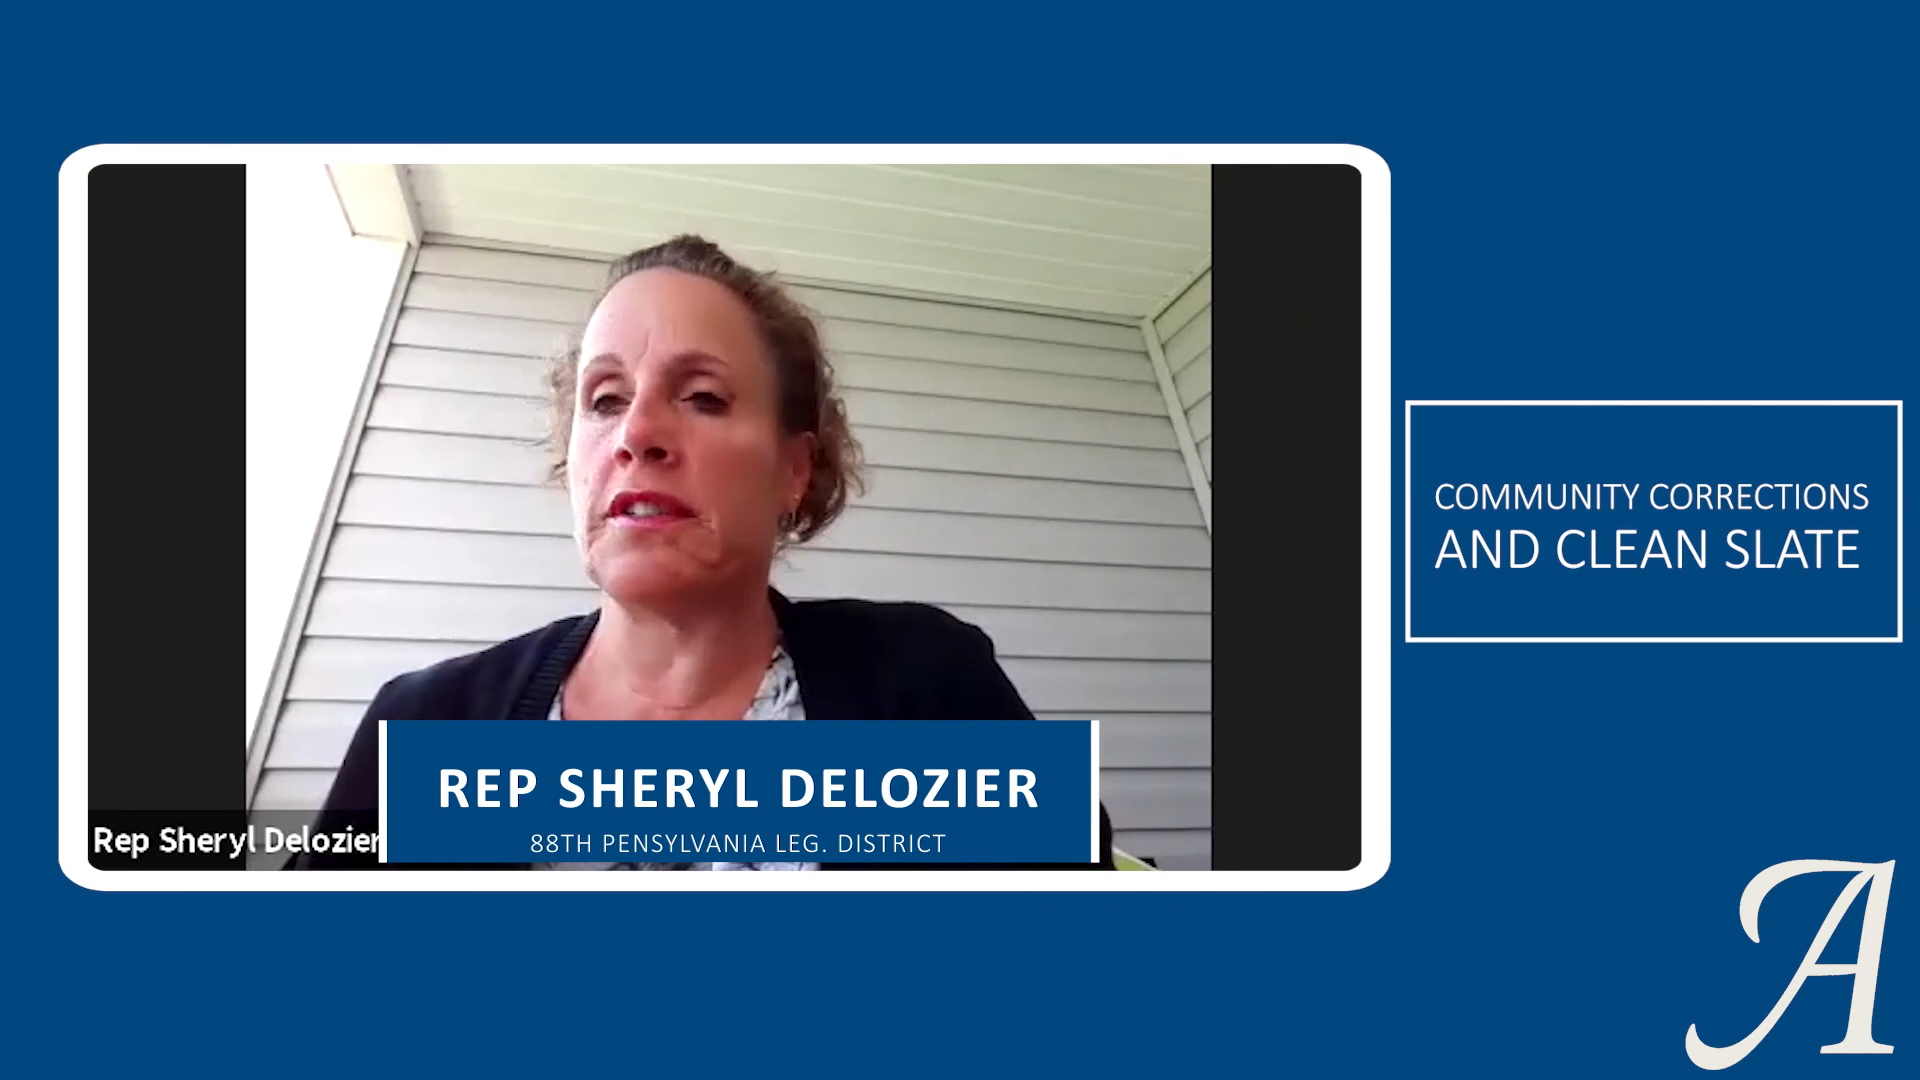 COMMUNITY CORRECTIONS
AND CLEAN SLATE
REP SHERYL DELOZIER
88TH PENSYLVANIA LEG. DISTRICT
Rep Sheryl Delozier
A